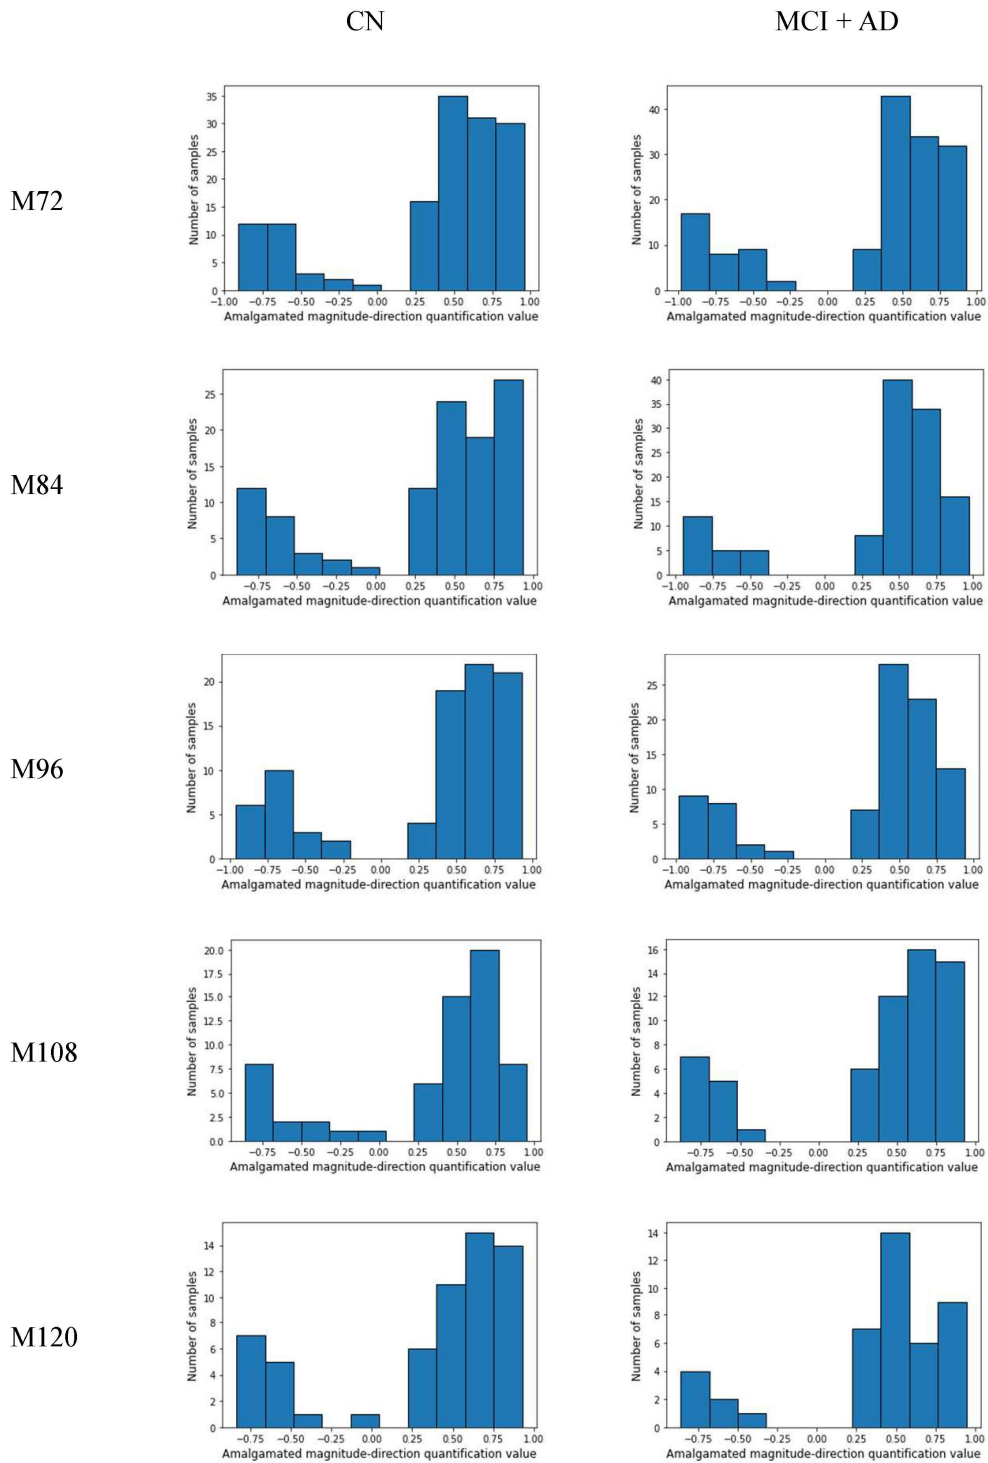 CN
MCI + AD
M72
Number of samples
35
30
25
20
15
10
5
0
−1.00 −0.75 −0.50 −0.25 0.00 0.25 0.50 0.75 1.00
Amalgamated magnitude-direction quantification value
Number of samples
40
30
20
10
0
−1.00 −0.75 −0.50 −0.25 0.00 0.25 0.50 0.75 1.00
Amalgamated magnitude-direction quantification value
M84
Number of samples
25
20
15
10
5
0
−0.75 −0.50 −0.25 0.00 0.25 0.50 0.75 1.00
Amalgamated magnitude-direction quantification value
Number of samples
40
35
30
25
20
15
10
5
0
−1.00 −0.75 −0.50 −0.25 0.00 0.25 0.50 0.75 1.00
Amalgamated magnitude-direction quantification value
M96
Number of samples
20
15
10
5
0
−1.00 −0.75 −0.50 −0.25 0.00 0.25 0.50 0.75 1.00
Amalgamated magnitude-direction quantification value
Number of samples
25
20
15
10
5
0
−1.00 −0.75 −0.50 −0.25 0.00 0.25 0.50 0.75 1.00
Amalgamated magnitude-direction quantification value
M108
Number of samples
20.0
17.5
15.0
12.5
10.0
7.5
5.0
2.5
0.0
−0.75 −0.50 −0.25 0.00 0.25 0.50 0.75 1.00
Amalgamated magnitude-direction quantification value
Number of samples
16
14
12
10
8
6
4
2
0
−0.75 −0.50 −0.25 0.00 0.25 0.50 0.75 1.00
Amalgamated magnitude-direction quantification value
M120
Number of samples
14
12
10
8
6
4
2
0
−0.75 −0.50 −0.25 0.00 0.25 0.50 0.75 1.00
Amalgamated magnitude-direction quantification value
Number of samples
14
12
10
8
6
4
2
0
−0.75 −0.50 −0.25 0.00 0.25 0.50 0.75 1.00
Amalgamated magnitude-direction quantification value